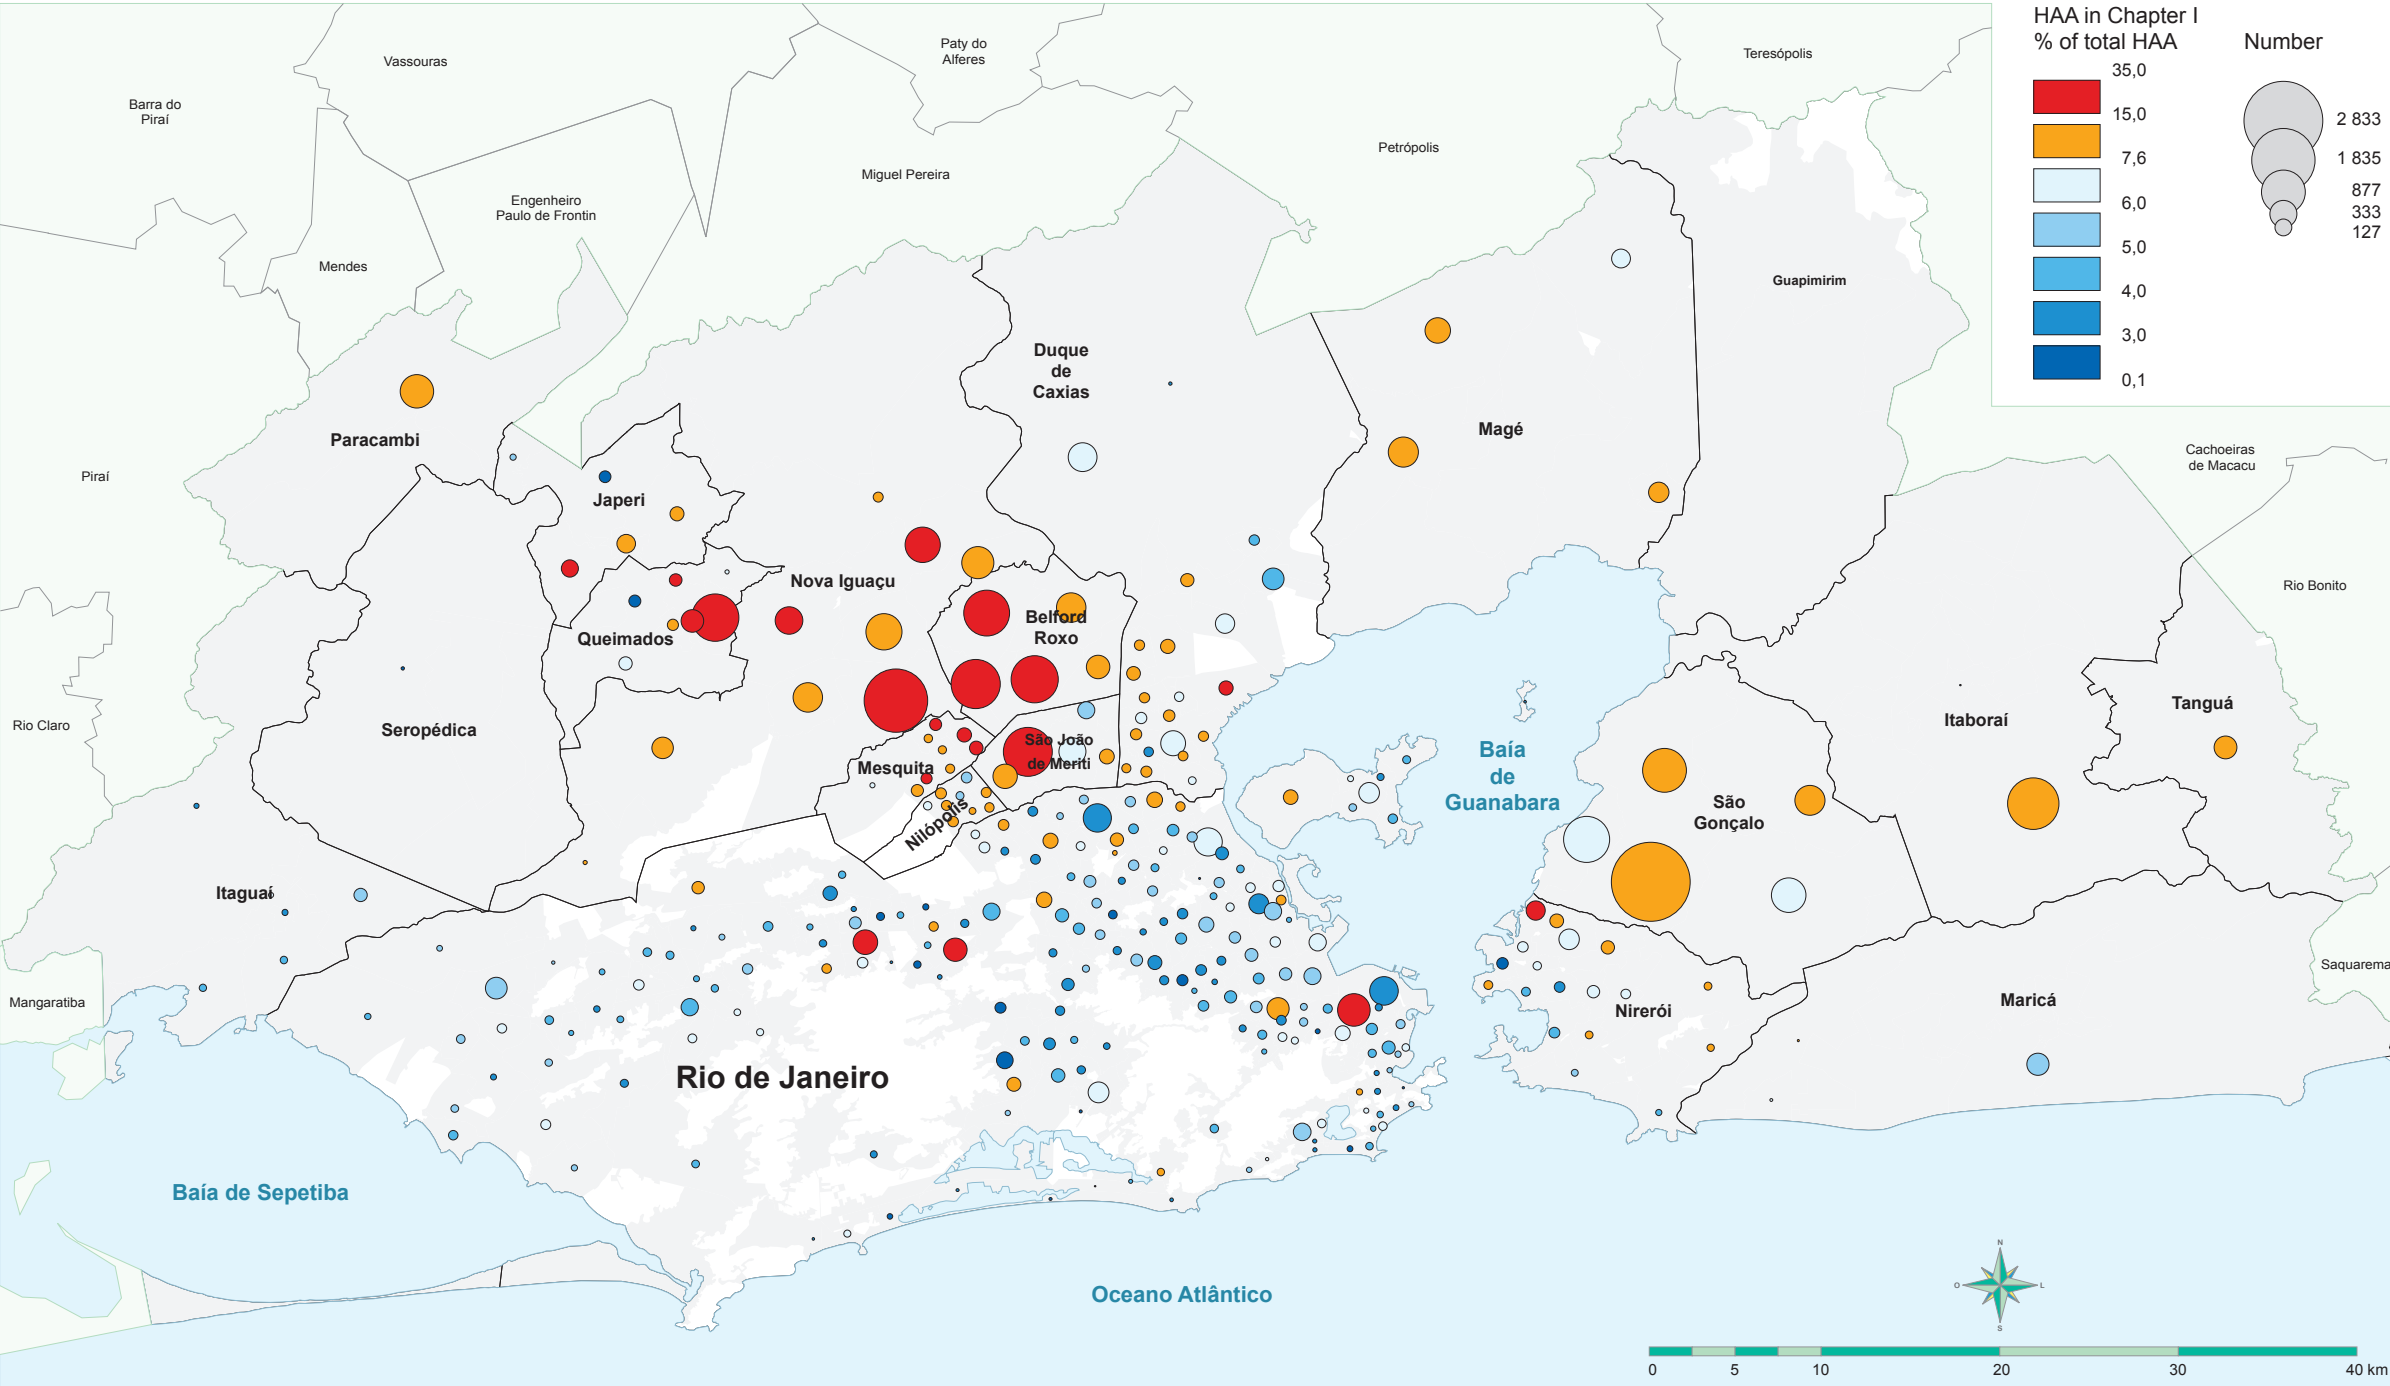 HAA in Chapter I
% of total HAA
Number
35,0
15,0
7,6
6,0
5,0
4,0
3,0
0,1
2 833
1 835
877
333
127
Vassouras
Paty do
Alferes
Teresópolis
Barra do
Piraí
Petrópolis
Miguel Pereira
Engenheiro
Paulo de Frontin
Mendes
Guapimirim
Duque
de
Caxias
Paracambi
Magé
Cachoeiras
de Macacu
Piraí
Japeri
Nova Iguaçu
Rio Bonito
Belford
Roxo
Queimados
Rio Claro
Seropédica
Tanguá
Itaboraí
São João
de Meriti
Mesquita
Baía
de
Guanabara
São
Gonçalo
Nilópolis
Itaguaí
Saquarema
Mangaratiba
Maricá
Nirerói
Rio de Janeiro
Baía de Sepetiba
Oceano Atlântico
N
O
L
S
0
5
10
20
30
40 km